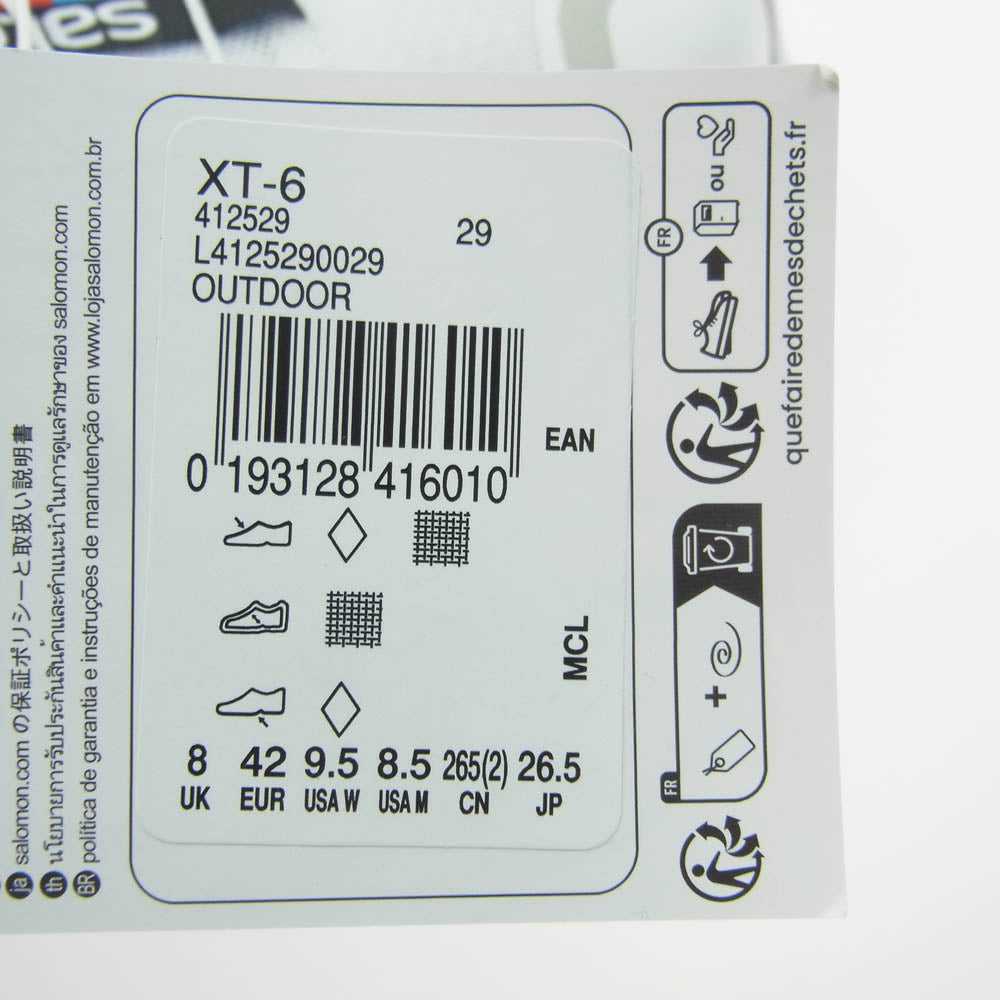 XT-6
412529
29
L4125290029
OUTDOOR
EAN
0 193128 416010
MCL
8 42 9.5 8.5 265(2) 26.5
UK EUR USA W USA M CN JP
ja salomon.com の保証ポリシーと取扱い説明書
th นโยบายการรับประกันสินค้าและคำแนะนำในการดูแลรักษาของ salomon.com
BR política de garantia e instruções de manutenção em www.lojasalomon.com.br
FR
ou
quefairedemesdechets.fr
+
FR